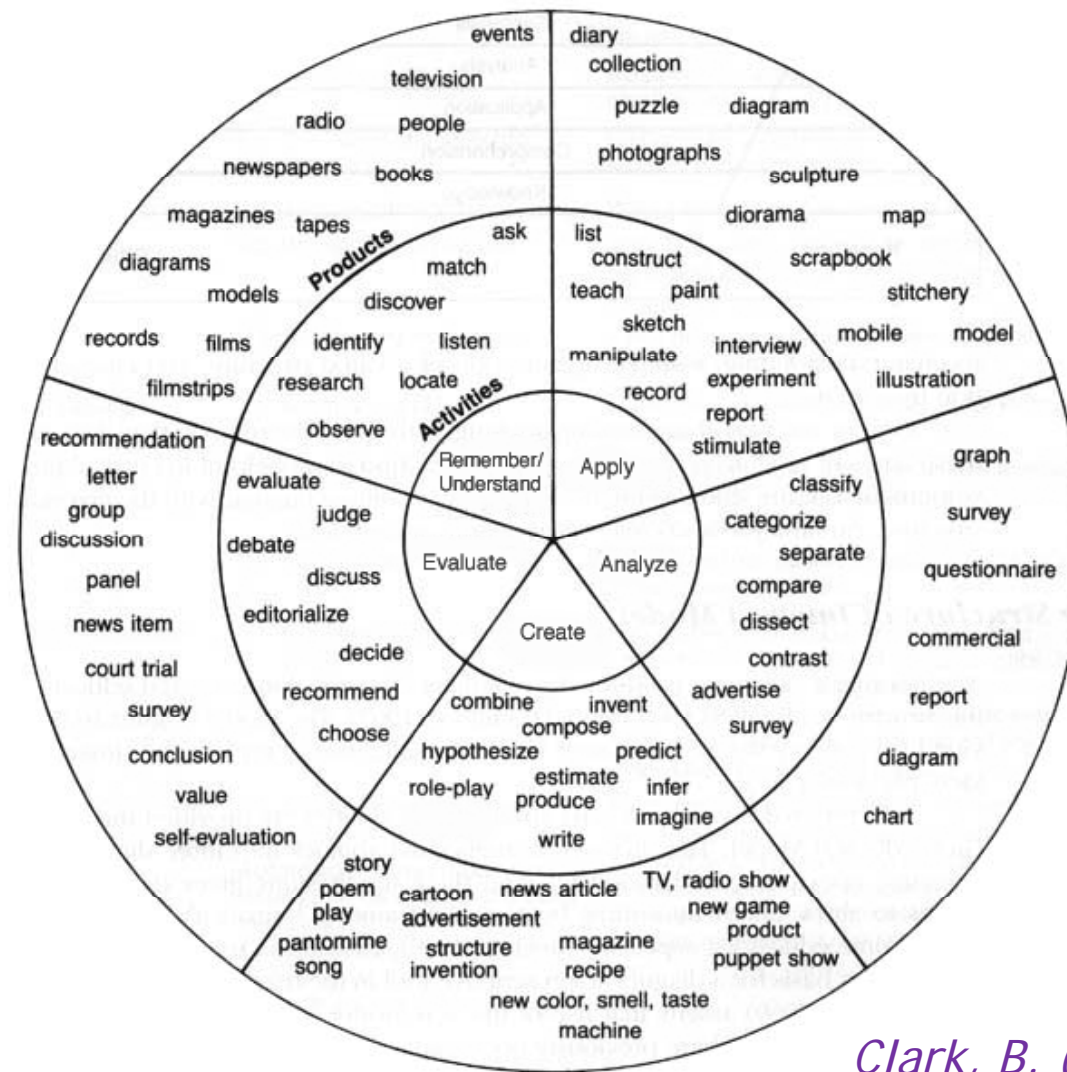 events
television
radio
people
newspapers
books
magazines
tapes
diagrams
models
records
films
filmstrips
Products
ask
match
discover
identify
listen
research
locate
observe
Activities
Remember/
Understand
diary
collection
puzzle
diagram
photographs
sculpture
diorama
map
scrapbook
stitchery
mobile
model
illustration
list
construct
teach
paint
sketch
manipulate
interview
record
experiment
report
stimulate
Apply
graph
survey
questionnaire
commercial
report
diagram
chart
classify
categorize
separate
compare
dissect
contrast
advertise
survey
Analyze
Create
combine
invent
compose
hypothesize
predict
estimate
role-play
produce
infer
imagine
write
story
poem
play
pantomime
song
cartoon
news article
advertisement
structure
invention
magazine
recipe
new color, smell, taste
machine
TV, radio show
new game
product
puppet show
Evaluate
evaluate
judge
debate
discuss
editorialize
decide
recommend
choose
recommendation
letter
group
discussion
panel
news item
court trial
survey
conclusion
value
self-evaluation
Clark, B. (